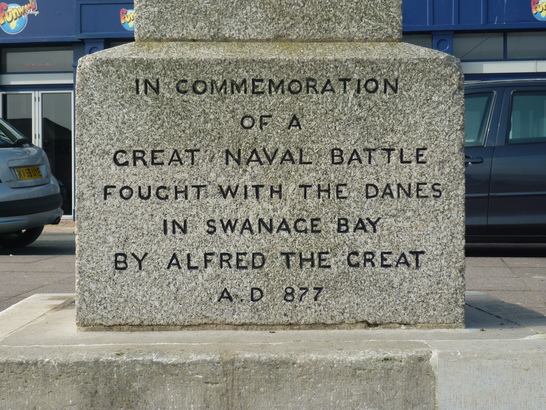 IN COMMEMORATION
OF A
GREAT NAVAL BATTLE
FOUGHT WITH THE DANES
IN SWANAGE BAY
BY ALFRED THE GREAT
A.D 877